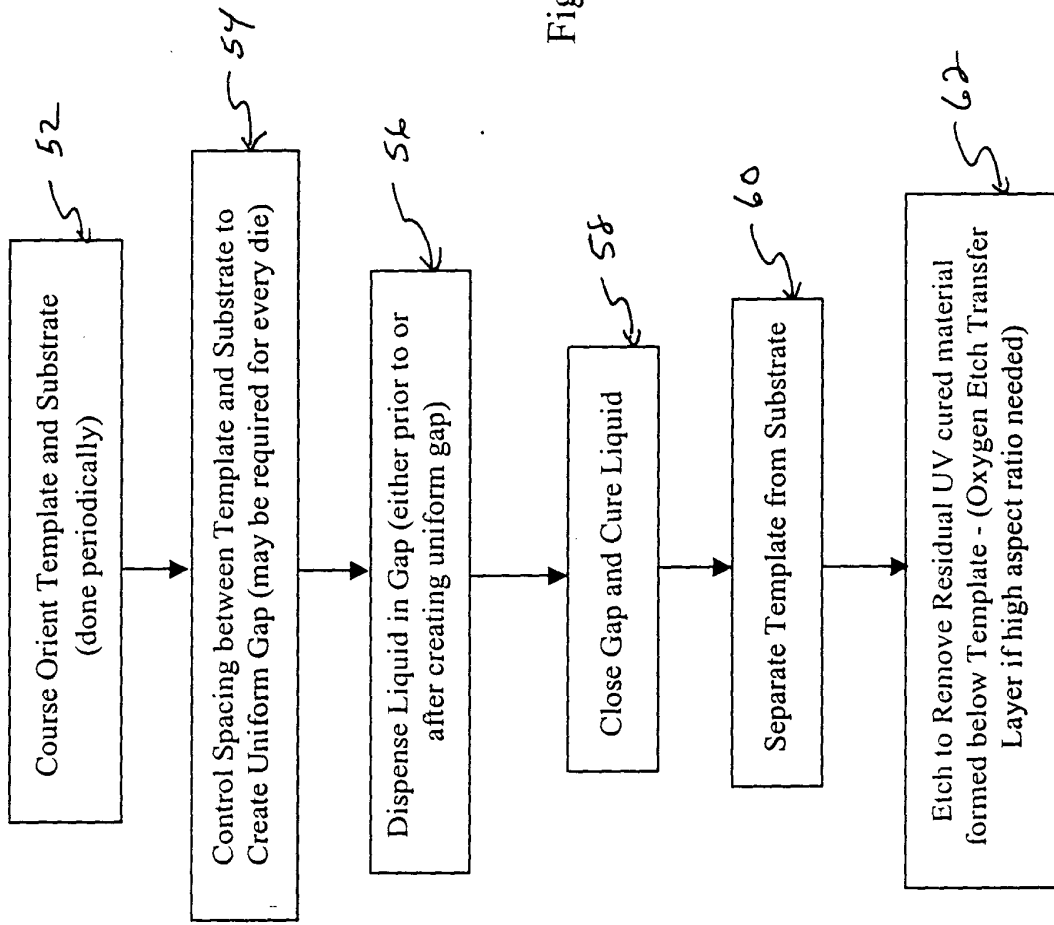 Course Orient Template and Substrate
(done periodically)
52
Control Spacing between Template and Substrate to
Create Uniform Gap (may be required for every die)
54
Dispense Liquid in Gap (either prior to or
after creating uniform gap)
56
Close Gap and Cure Liquid
58
Separate Template from Substrate
60
Etch to Remove Residual UV cured material
formed below Template - (Oxygen Etch Transfer
Layer if high aspect ratio needed)
62
Fig